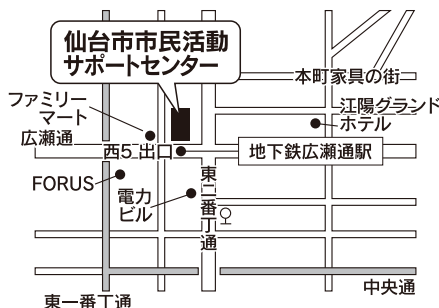 仙台市市民活動
サポートセンター
本町家具の街
ファミリー
マート
江陽グランド
ホテル
広瀬通
西5 出口
地下鉄広瀬通駅
FORUS
電力
ビル
東二番丁通
中央通
東一番丁通